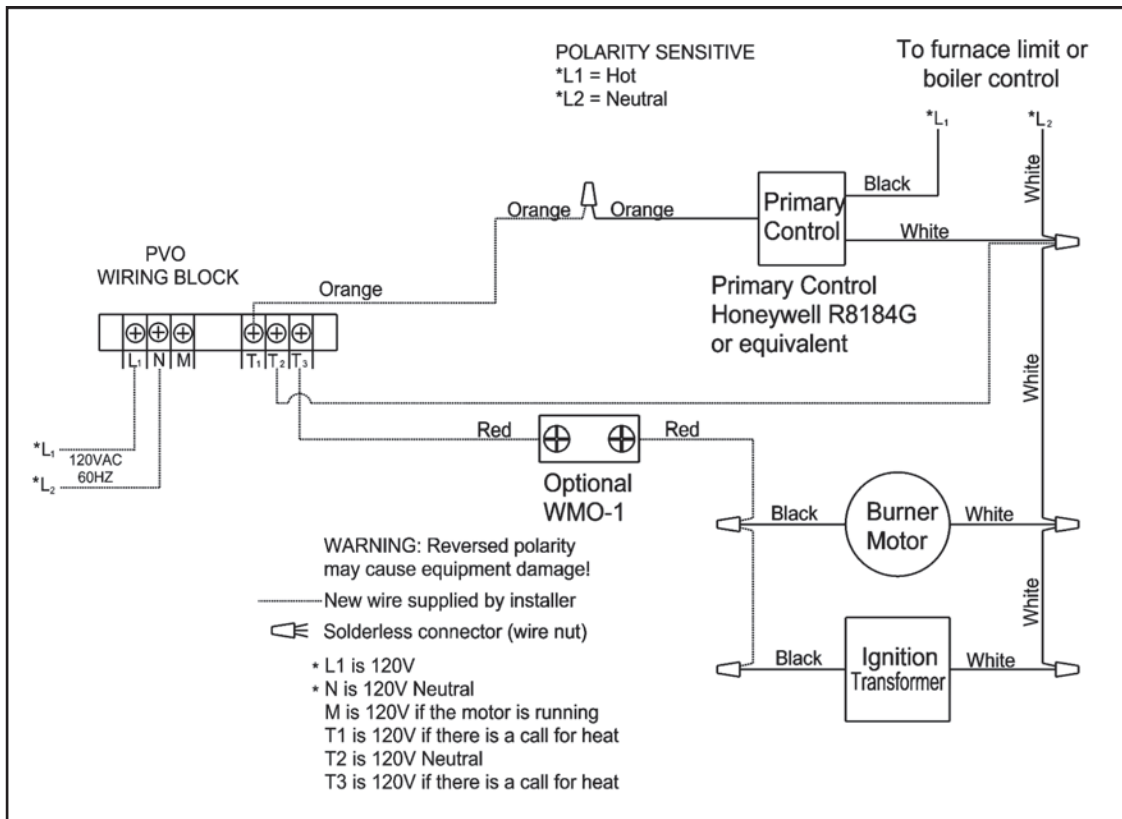 POLARITY SENSITIVE
*L1 = Hot
*L2 = Neutral
To furnace limit or
boiler control
*L1
*L2
White
Black
Primary
Control
White
Orange
Orange
PVO
WIRING BLOCK
Orange
Primary Control
Honeywell R8184G
or equivalent
L1 N M T1 T2 T3
White
*L1
120VAC
60HZ
*L2
Red
Red
Optional
WMO-1
Black
Burner
Motor
White
WARNING: Reversed polarity
may cause equipment damage!
New wire supplied by installer
Solderless connector (wire nut)
White
Black
Ignition
Transformer
White
* L1 is 120V
* N is 120V Neutral
M is 120V if the motor is running
T1 is 120V if there is a call for heat
T2 is 120V Neutral
T3 is 120V if there is a call for heat